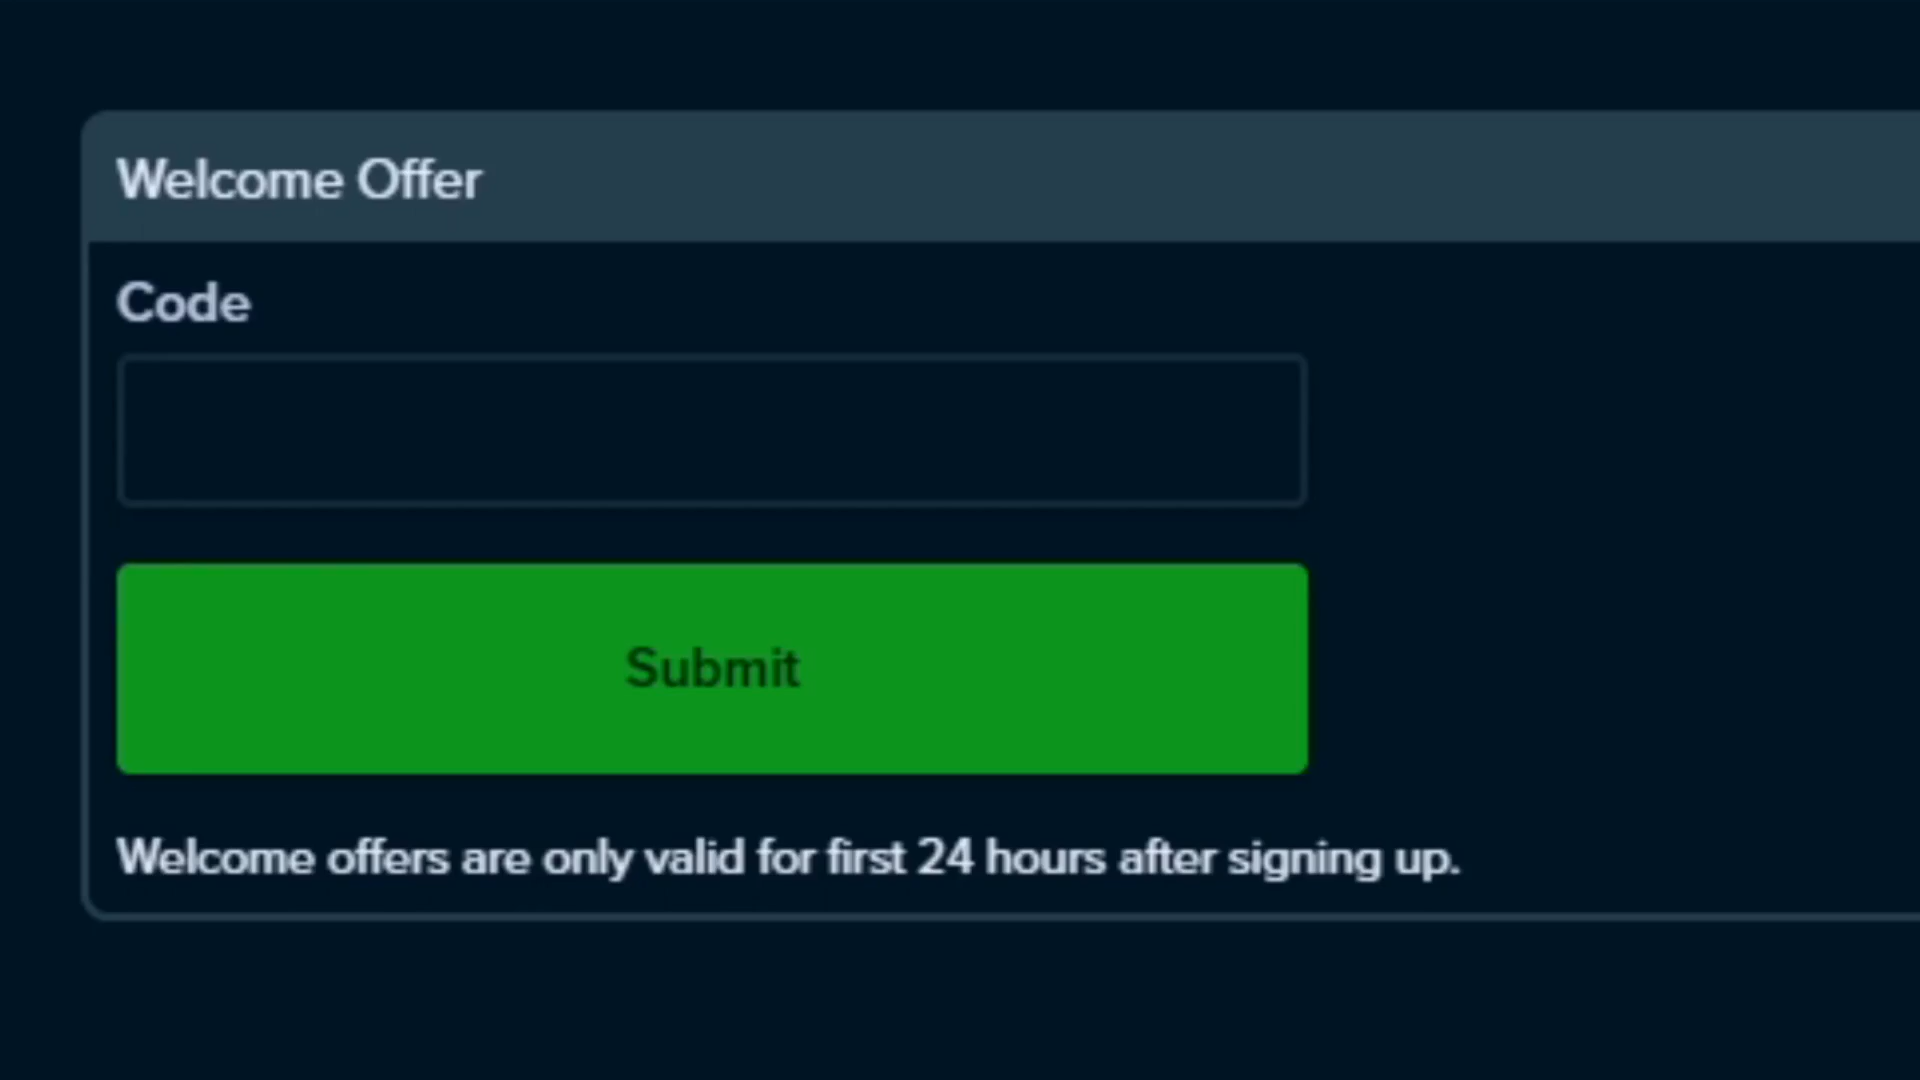 Welcome Offer
Code
Submit
Welcome offers are only valid for first 24 hours after signing up.